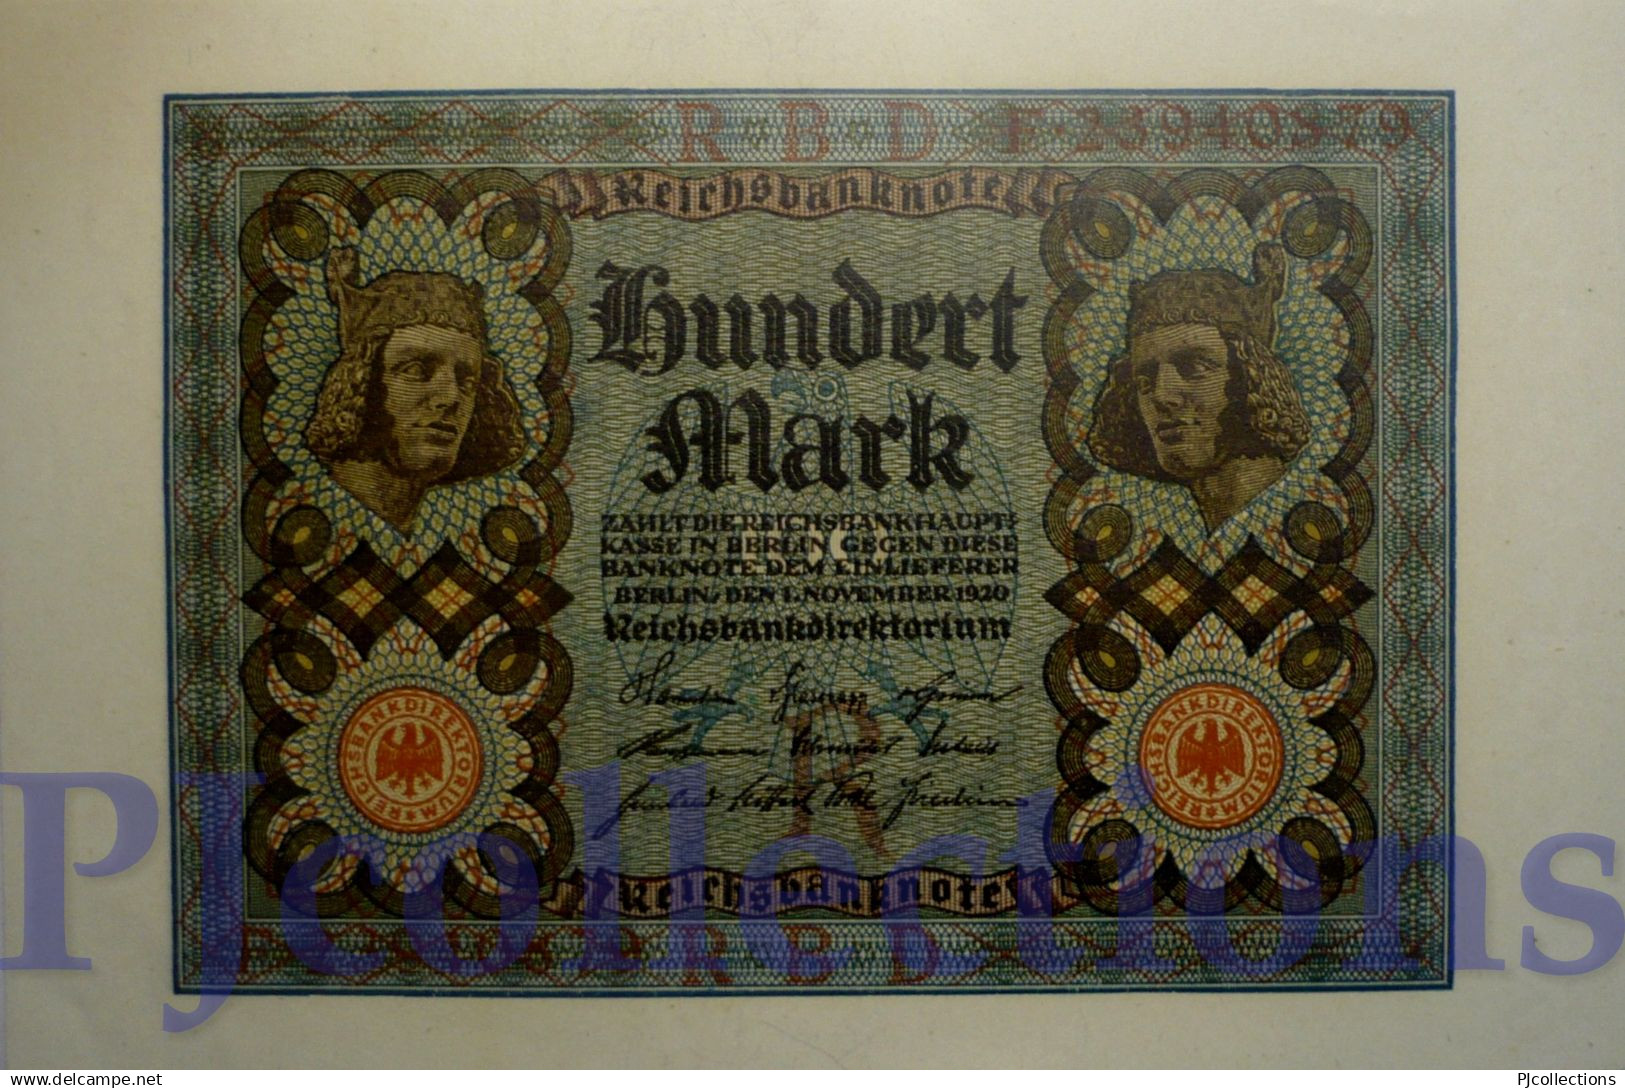 R·B·D F·23940379
Reichsbanknote
Hundert
Mark
ZAHLT DIE REICHSBANKHAUPT=
KASSE IN BERLIN GEGEN DIESE
BANKNOTE DEM EINLIEFERER
BERLIN, DEN 1. NOVEMBER 1920
Reichsbankdirektorium
REICHSBANKDIREKTORIUM
REICHSBANKDIREKTORIUM
Reichsbanknote
PJcollections
www.delcampe.net
PJcollections